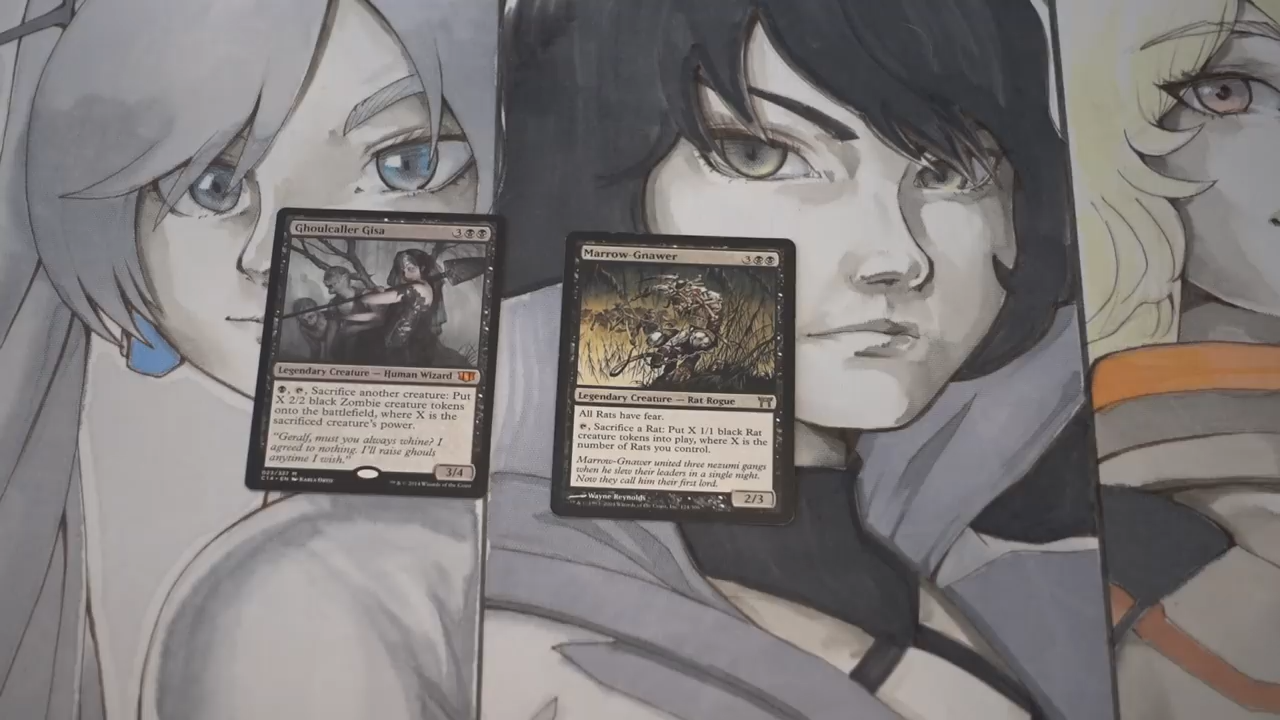 Ghoulcaller Gisa 3
Legendary Creature — Human Wizard
, , Sacrifice another creature: Put
X 2/2 black Zombie creature tokens
onto the battlefield, where X is the
sacrificed creature's power.
"Geralf, must you always whine? I
agreed to nothing. I'll raise ghouls
anytime I wish."
3/4
C14 • EN
Marrow-Gnawer 3
Legendary Creature — Rat Rogue
All Rats have fear.
, Sacrifice a Rat: Put X 1/1 black Rat
creature tokens into play, where X is the
number of Rats you control.
Marrow-Gnawer united three nezumi gangs
when he slew their leaders in a single night.
Now they call him their first lord.
Wayne Reynolds
2/3